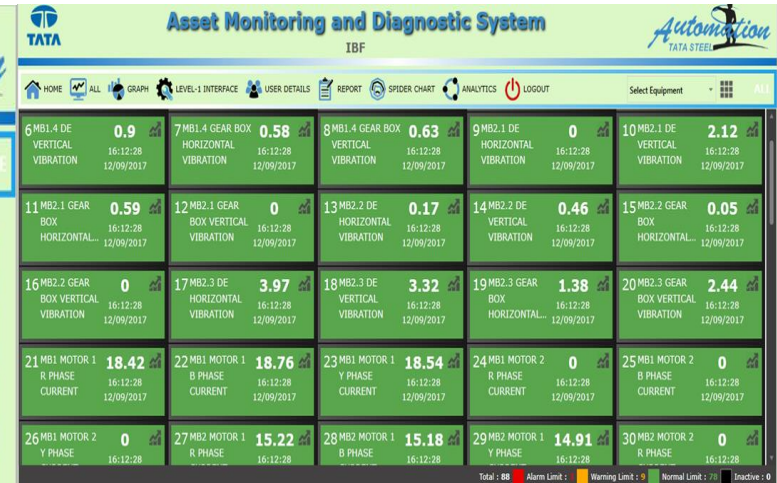 TATA
Asset Monitoring and Diagnostic System
IBF
Automation
TATA STEEL
HOME ALL GRAPH LEVEL-1 INTERFACE USER DETAILS REPORT SPIDER CHART ANALYTICS LOGOUT Select Equipment ALL
6 MB1.4 DE VERTICAL VIBRATION 0.9 16:12:28 12/09/2017
7 MB1.4 GEAR BOX HORIZONTAL VIBRATION 0.58 16:12:28 12/09/2017
8 MB1.4 GEAR BOX VERTICAL VIBRATION 0.63 16:12:28 12/09/2017
9 MB2.1 DE HORIZONTAL VIBRATION 0 16:12:28 12/09/2017
10 MB2.1 DE VERTICAL VIBRATION 2.12 16:12:28 12/09/2017
11 MB2.1 GEAR BOX HORIZONTAL... 0.59 16:12:28 12/09/2017
12 MB2.1 GEAR BOX VERTICAL VIBRATION 0 16:12:28 12/09/2017
13 MB2.2 DE HORIZONTAL VIBRATION 0.17 16:12:28 12/09/2017
14 MB2.2 DE VERTICAL VIBRATION 0.46 16:12:28 12/09/2017
15 MB2.2 GEAR BOX HORIZONTAL... 0.05 16:12:28 12/09/2017
16 MB2.2 GEAR BOX VERTICAL VIBRATION 0 16:12:28 12/09/2017
17 MB2.3 DE HORIZONTAL VIBRATION 3.97 16:12:28 12/09/2017
18 MB2.3 DE VERTICAL VIBRATION 3.32 16:12:28 12/09/2017
19 MB2.3 GEAR BOX HORIZONTAL... 1.38 16:12:28 12/09/2017
20 MB2.3 GEAR BOX VERTICAL VIBRATION 2.44 16:12:28 12/09/2017
21 MB1 MOTOR 1 R PHASE CURRENT 18.42 16:12:28 12/09/2017
22 MB1 MOTOR 1 B PHASE CURRENT 18.76 16:12:28 12/09/2017
23 MB1 MOTOR 1 Y PHASE CURRENT 18.54 16:12:28 12/09/2017
24 MB1 MOTOR 2 R PHASE CURRENT 0 16:12:28 12/09/2017
25 MB1 MOTOR 2 B PHASE CURRENT 0 16:12:28 12/09/2017
26 MB1 MOTOR 2 Y PHASE 0 16:12:28
27 MB2 MOTOR 1 R PHASE 15.22 16:12:28
28 MB2 MOTOR 1 B PHASE 15.18 16:12:28
29 MB2 MOTOR 1 Y PHASE 14.91 16:12:28
30 MB2 MOTOR 2 R PHASE 0 16:12:28
Total : 88 Alarm Limit : Warning Limit : 9 Normal Limit : 78 Inactive : 0